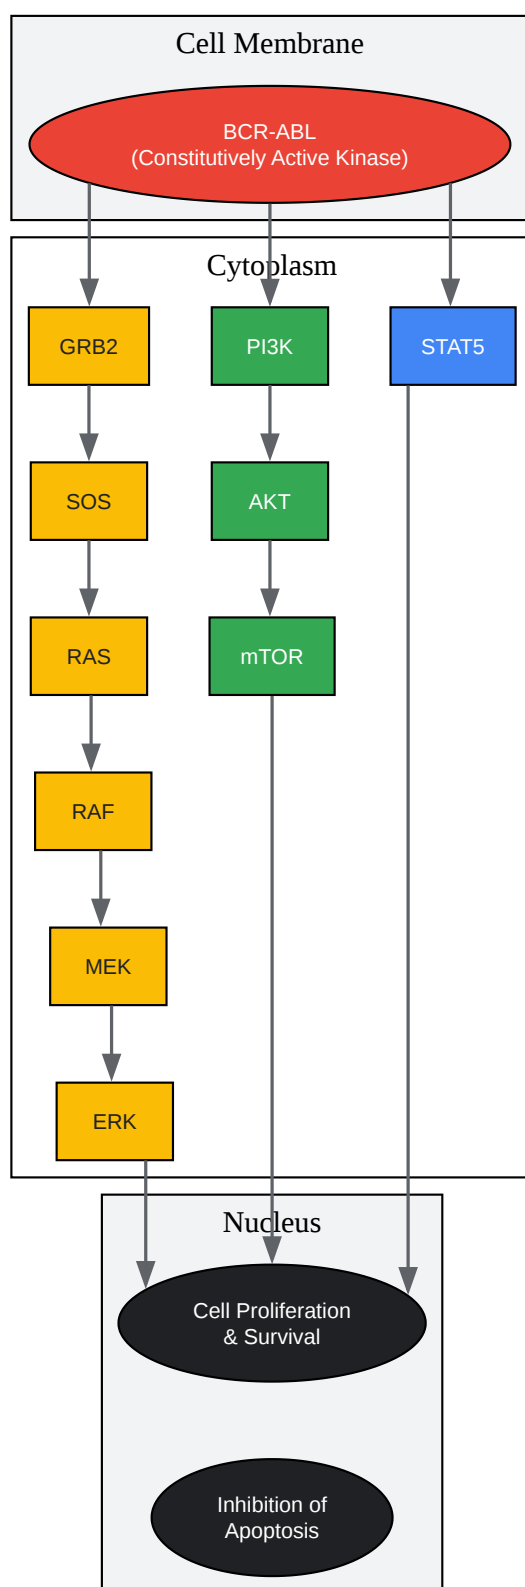 Cell Membrane
BCR-ABL
(Constitutively Active Kinase)
Cytoplasm
GRB2
PI3K
STAT5
SOS
AKT
RAS
mTOR
RAF
MEK
ERK
Nucleus
Cell Proliferation
& Survival
Inhibition of
Apoptosis